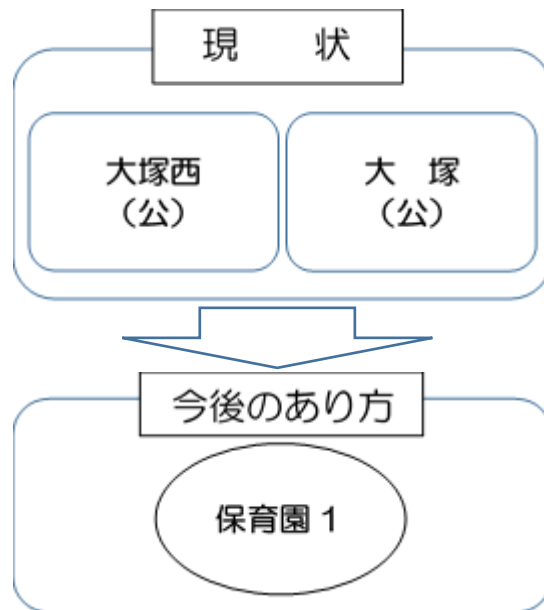 現　状
大塚西
（公）
大　塚
（公）
今後のあり方
保育園 1